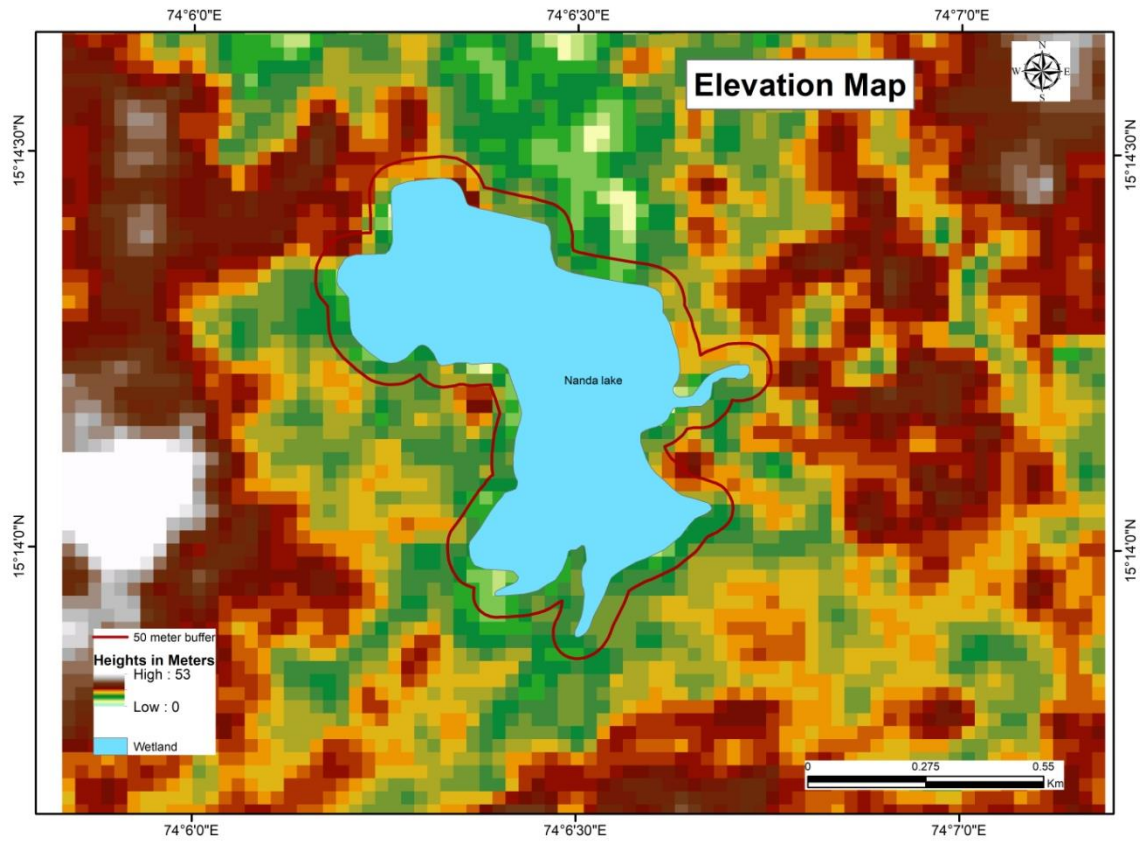 74°6'0"E
74°6'30"E
74°7'0"E
Elevation Map
N
W
E
S
15°14'30"N
15°14'30"N
Nanda lake
15°14'0"N
15°14'0"N
50 meter buffer
Heights in Meters
High : 53
Low : 0
Wetland
0
0.275
0.55
Km
74°6'0"E
74°6'30"E
74°7'0"E